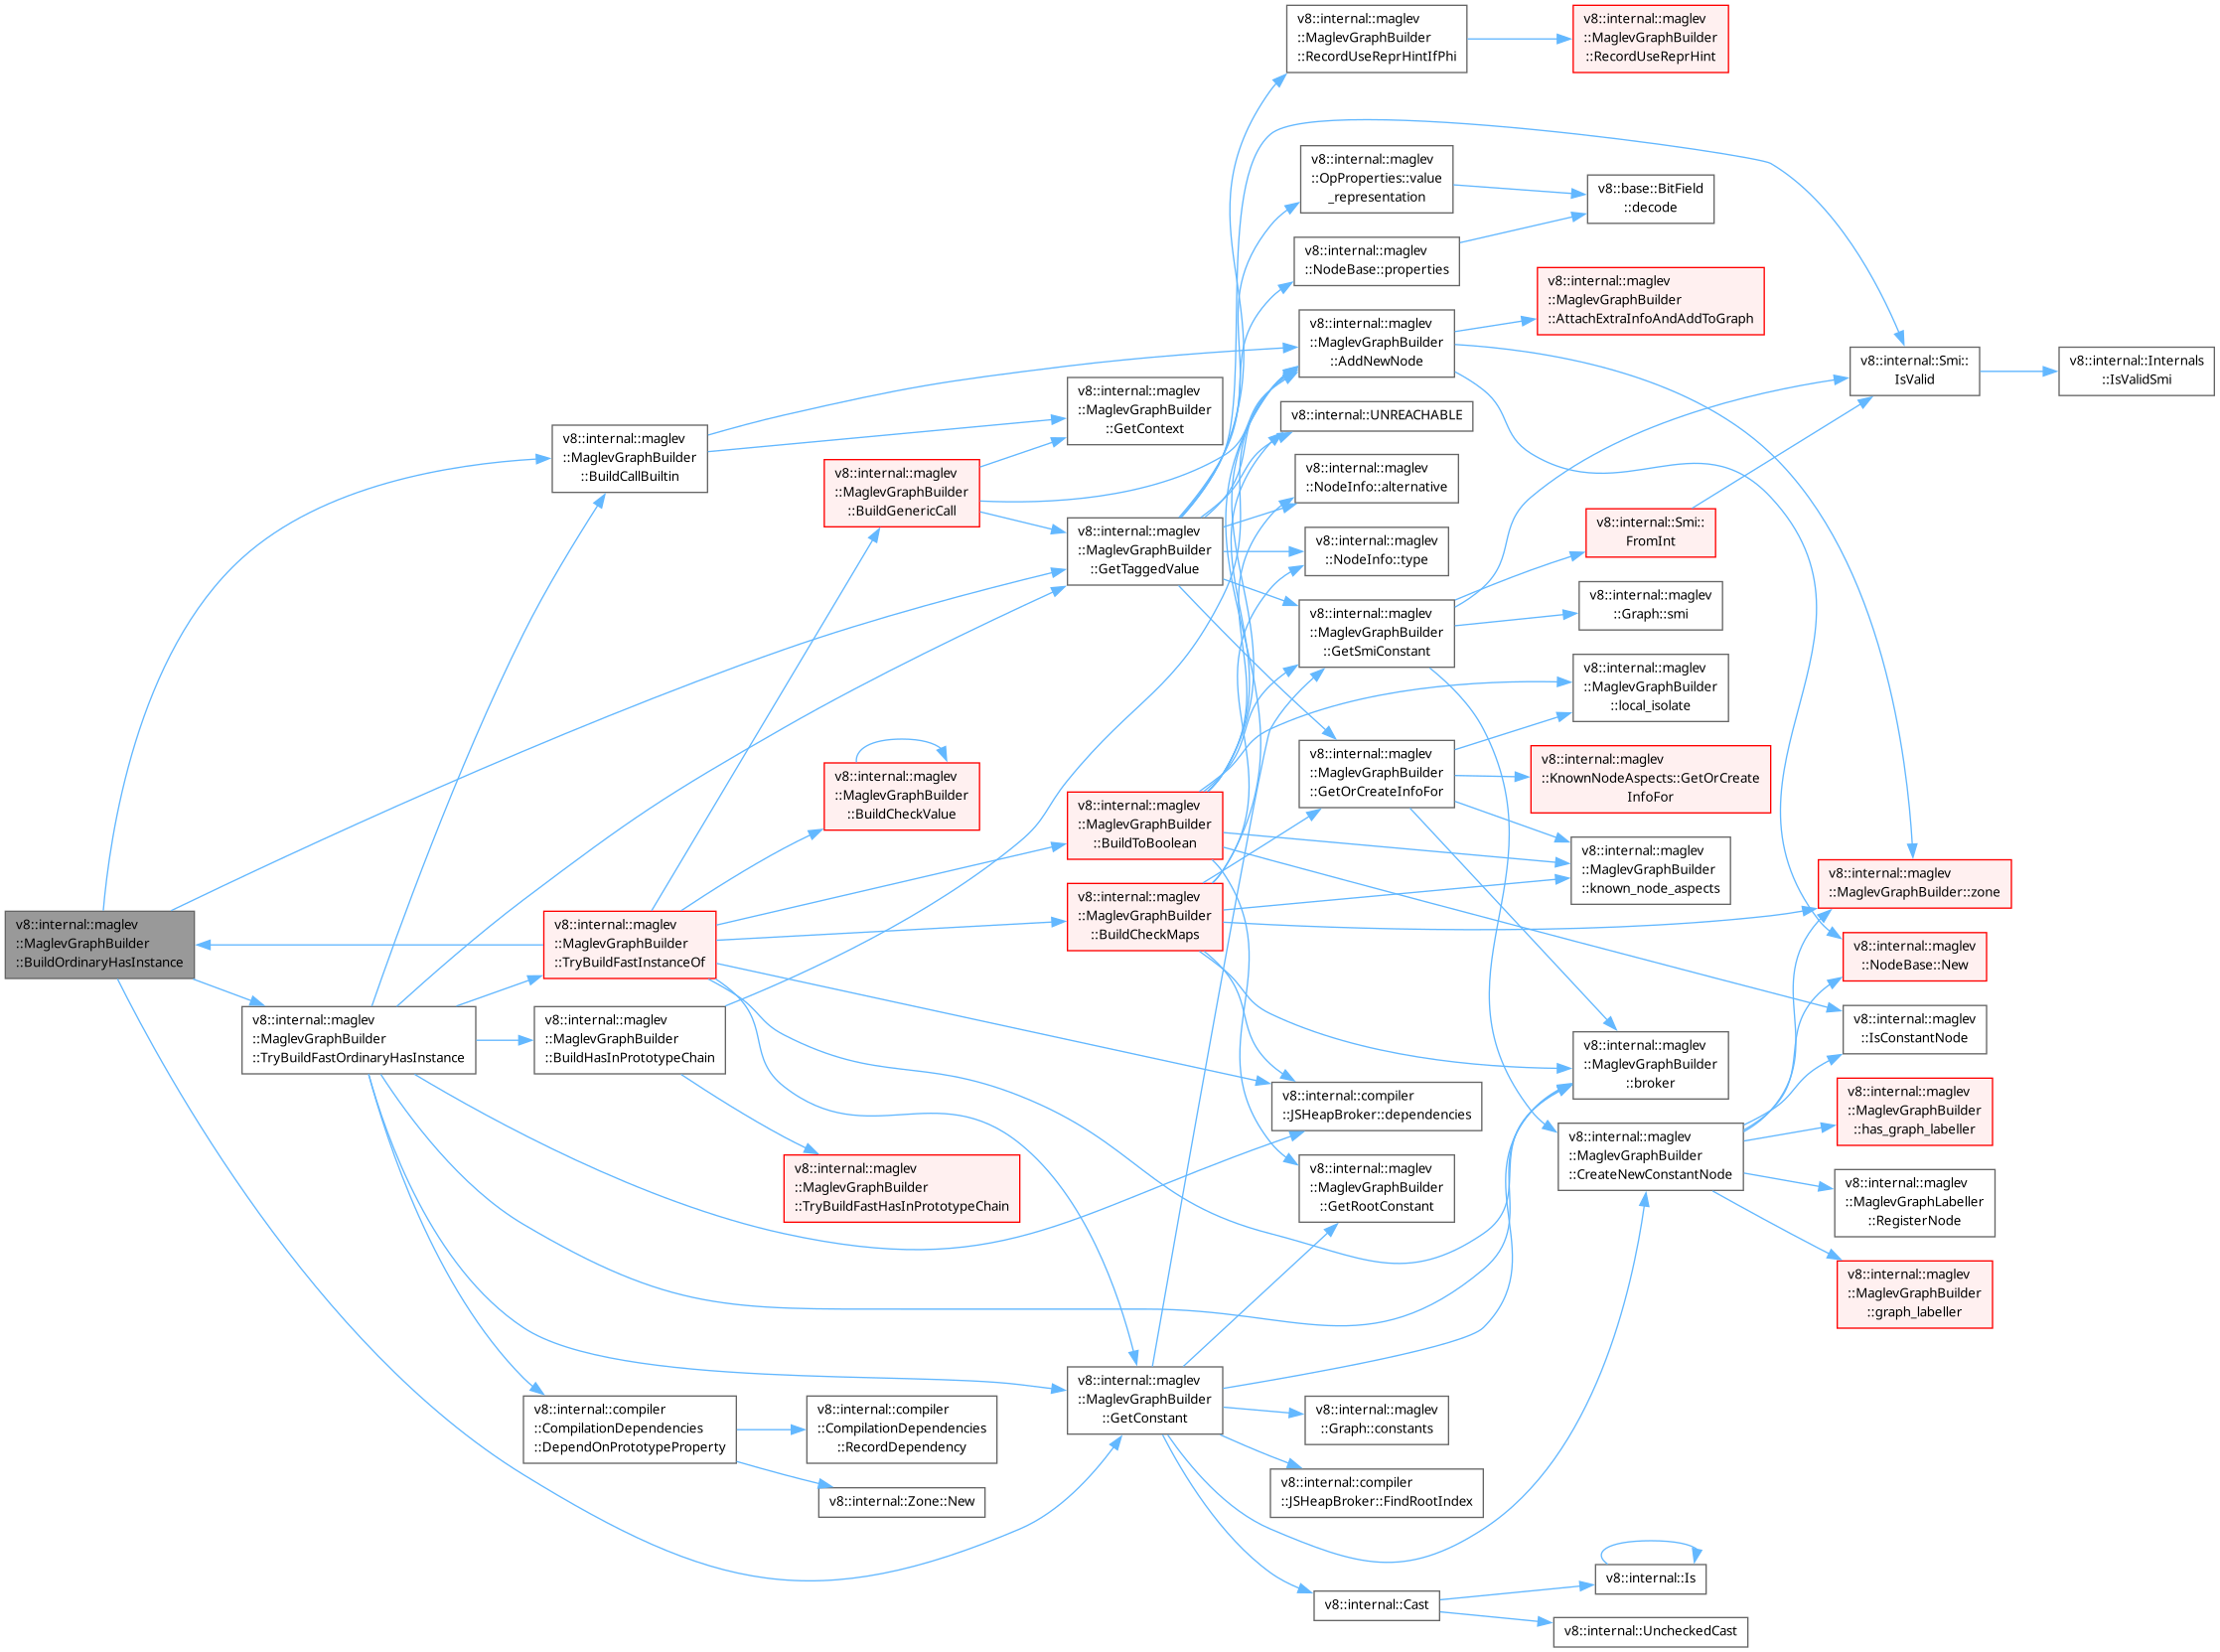 v8::internal::maglev
::MaglevGraphBuilder
::BuildOrdinaryHasInstance
v8::internal::maglev
::MaglevGraphBuilder
::BuildCallBuiltin
v8::internal::maglev
::MaglevGraphBuilder
::TryBuildFastOrdinaryHasInstance
v8::internal::maglev
::MaglevGraphBuilder
::TryBuildFastInstanceOf
v8::internal::maglev
::MaglevGraphBuilder
::BuildHasInPrototypeChain
v8::internal::compiler
::CompilationDependencies
::DependOnPrototypeProperty
v8::internal::maglev
::MaglevGraphBuilder
::BuildGenericCall
v8::internal::maglev
::MaglevGraphBuilder
::BuildCheckValue
v8::internal::maglev
::MaglevGraphBuilder
::TryBuildFastHasInPrototypeChain
v8::internal::compiler
::CompilationDependencies
::RecordDependency
v8::internal::Zone::New
v8::internal::maglev
::MaglevGraphBuilder
::GetContext
v8::internal::maglev
::MaglevGraphBuilder
::GetTaggedValue
v8::internal::maglev
::MaglevGraphBuilder
::BuildToBoolean
v8::internal::maglev
::MaglevGraphBuilder
::BuildCheckMaps
v8::internal::maglev
::MaglevGraphBuilder
::GetConstant
v8::internal::maglev
::MaglevGraphBuilder
::RecordUseReprHintIfPhi
v8::internal::maglev
::OpProperties::value
_representation
v8::internal::maglev
::NodeBase::properties
v8::internal::maglev
::MaglevGraphBuilder
::AddNewNode
v8::internal::UNREACHABLE
v8::internal::maglev
::NodeInfo::alternative
v8::internal::maglev
::NodeInfo::type
v8::internal::maglev
::MaglevGraphBuilder
::GetSmiConstant
v8::internal::maglev
::MaglevGraphBuilder
::GetOrCreateInfoFor
v8::internal::compiler
::JSHeapBroker::dependencies
v8::internal::maglev
::MaglevGraphBuilder
::GetRootConstant
v8::internal::maglev
::Graph::constants
v8::internal::compiler
::JSHeapBroker::FindRootIndex
v8::internal::Cast
v8::internal::maglev
::MaglevGraphBuilder
::RecordUseReprHint
v8::base::BitField
::decode
v8::internal::maglev
::MaglevGraphBuilder
::AttachExtraInfoAndAddToGraph
v8::internal::Smi::
FromInt
v8::internal::maglev
::Graph::smi
v8::internal::maglev
::MaglevGraphBuilder
::local_isolate
v8::internal::maglev
::KnownNodeAspects::GetOrCreate
InfoFor
v8::internal::maglev
::MaglevGraphBuilder
::known_node_aspects
v8::internal::maglev
::MaglevGraphBuilder
::broker
v8::internal::maglev
::MaglevGraphBuilder
::CreateNewConstantNode
v8::internal::Is
v8::internal::UncheckedCast
v8::internal::Smi::
IsValid
v8::internal::maglev
::MaglevGraphBuilder::zone
v8::internal::maglev
::NodeBase::New
v8::internal::maglev
::IsConstantNode
v8::internal::maglev
::MaglevGraphBuilder
::has_graph_labeller
v8::internal::maglev
::MaglevGraphLabeller
::RegisterNode
v8::internal::maglev
::MaglevGraphBuilder
::graph_labeller
v8::internal::Internals
::IsValidSmi